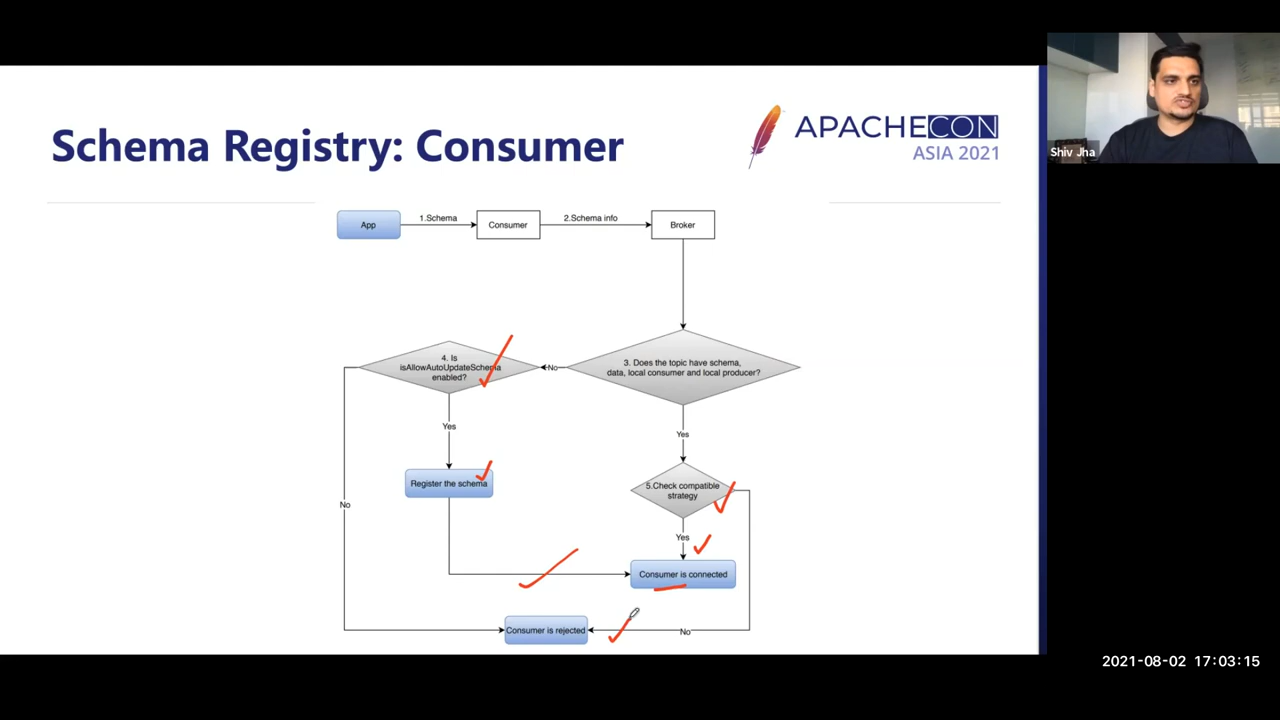 Schema Registry: Consumer
APACHECON
ASIA 2021
Shiv Jha
App
1.Schema
Consumer
2.Schema info
Broker
4. Is
isAllowAutoUpdateSchema
enabled?
No
3. Does the topic have schema,
data, local consumer and local producer?
Yes
Yes
Register the schema
5.Check compatible
strategy
No
Yes
Consumer is connected
Consumer is rejected
No
2021-08-02 17:03:15